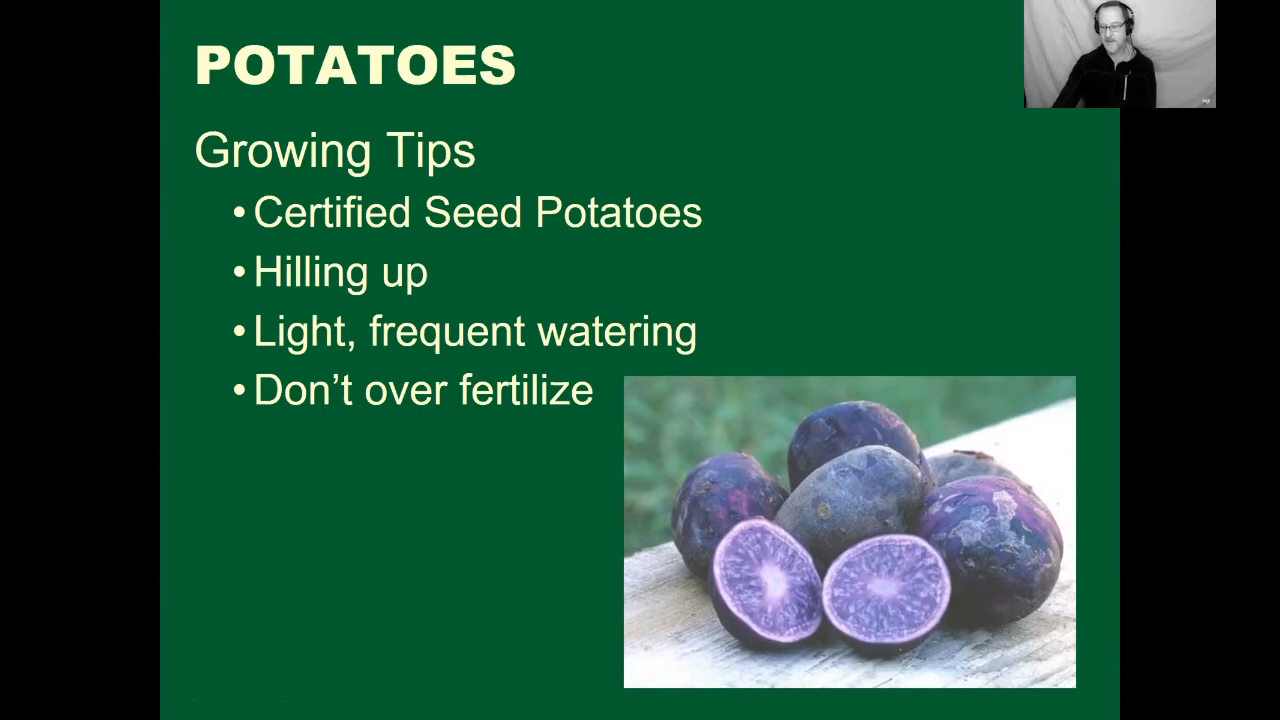 POTATOES
Growing Tips
• Certified Seed Potatoes
• Hilling up
• Light, frequent watering
• Don’t over fertilize